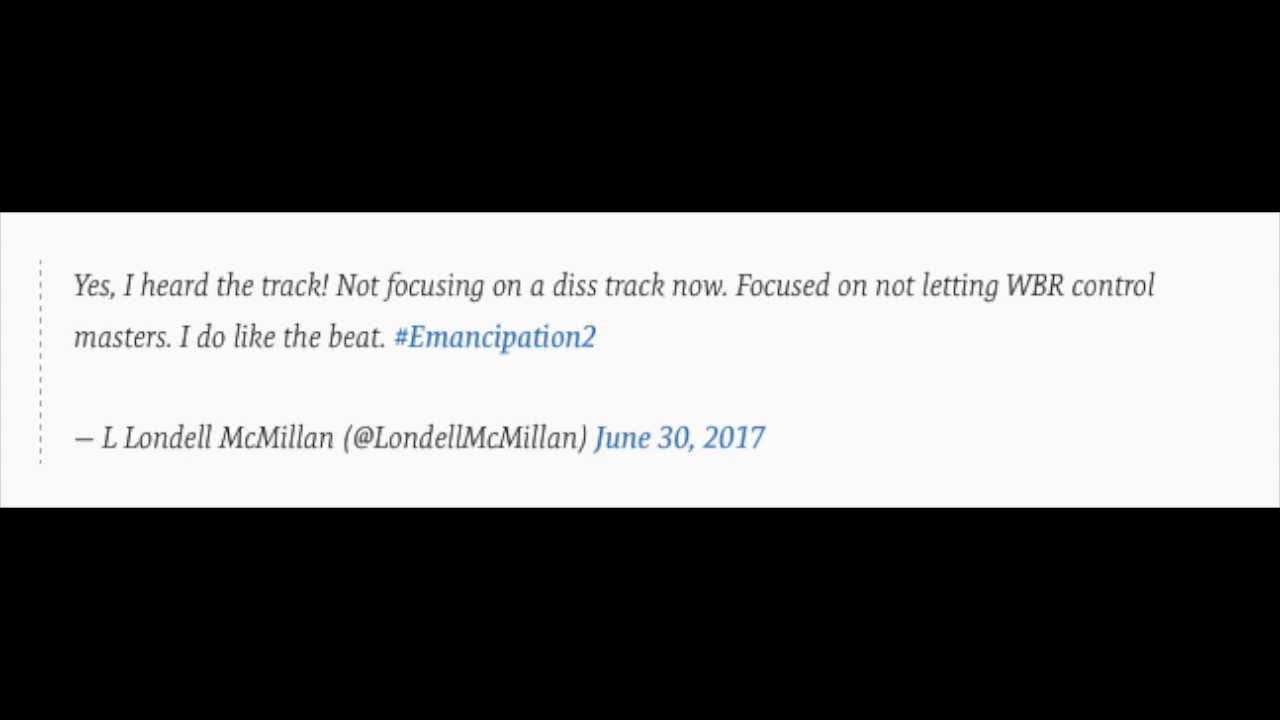 Yes, I heard the track! Not focusing on a diss track now. Focused on not letting WBR control
masters. I do like the beat. #Emancipation2
— L Londell McMillan (@LondellMcMillan) June 30, 2017